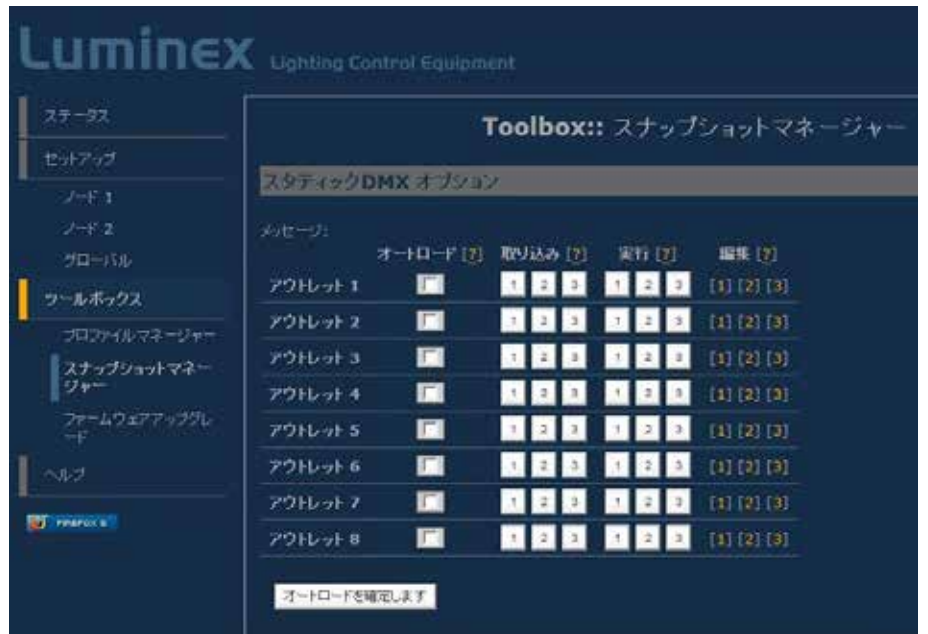 Luminex Lighting Control Equipment
ステータス
セットアップ
ノード 1
ノード 2
グローバル
ツールボックス
プロファイルマネージャー
スナップショットマネー
ジャー
ファームウェアアップグレ
ード
ヘルプ
FIREFOX
Toolbox:: スナップショットマネージャー
スタティックDMX オプション
メッセージ:
オートロード [?] 取り込み [?] 実行 [?] 編集 [?]
アウトレット 1 1 2 3 1 2 3 [1] [2] [3]
アウトレット 2 1 2 3 1 2 3 [1] [2] [3]
アウトレット 3 1 2 3 1 2 3 [1] [2] [3]
アウトレット 4 1 2 3 1 2 3 [1] [2] [3]
アウトレット 5 1 2 3 1 2 3 [1] [2] [3]
アウトレット 6 1 2 3 1 2 3 [1] [2] [3]
アウトレット 7 1 2 3 1 2 3 [1] [2] [3]
アウトレット 8 1 2 3 1 2 3 [1] [2] [3]
オートロードを確定します